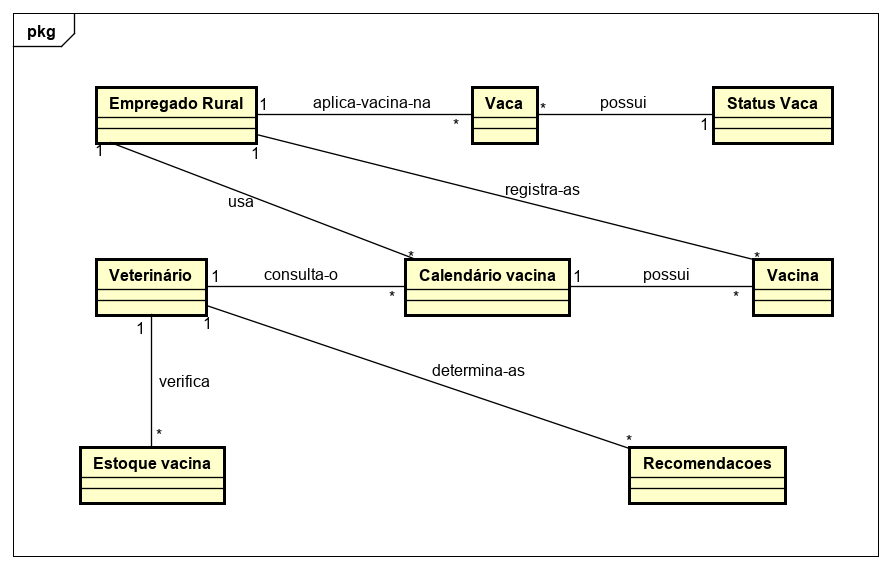 pkg
Empregado Rural
1
aplica-vacina-na
*
Vaca
*
possui
1
Status Vaca
1
1
usa
registra-as
*
*
Veterinário
1
consulta-o
*
Calendário vacina
1
possui
*
Vacina
1
1
verifica
determina-as
*
*
Estoque vacina
Recomendacoes